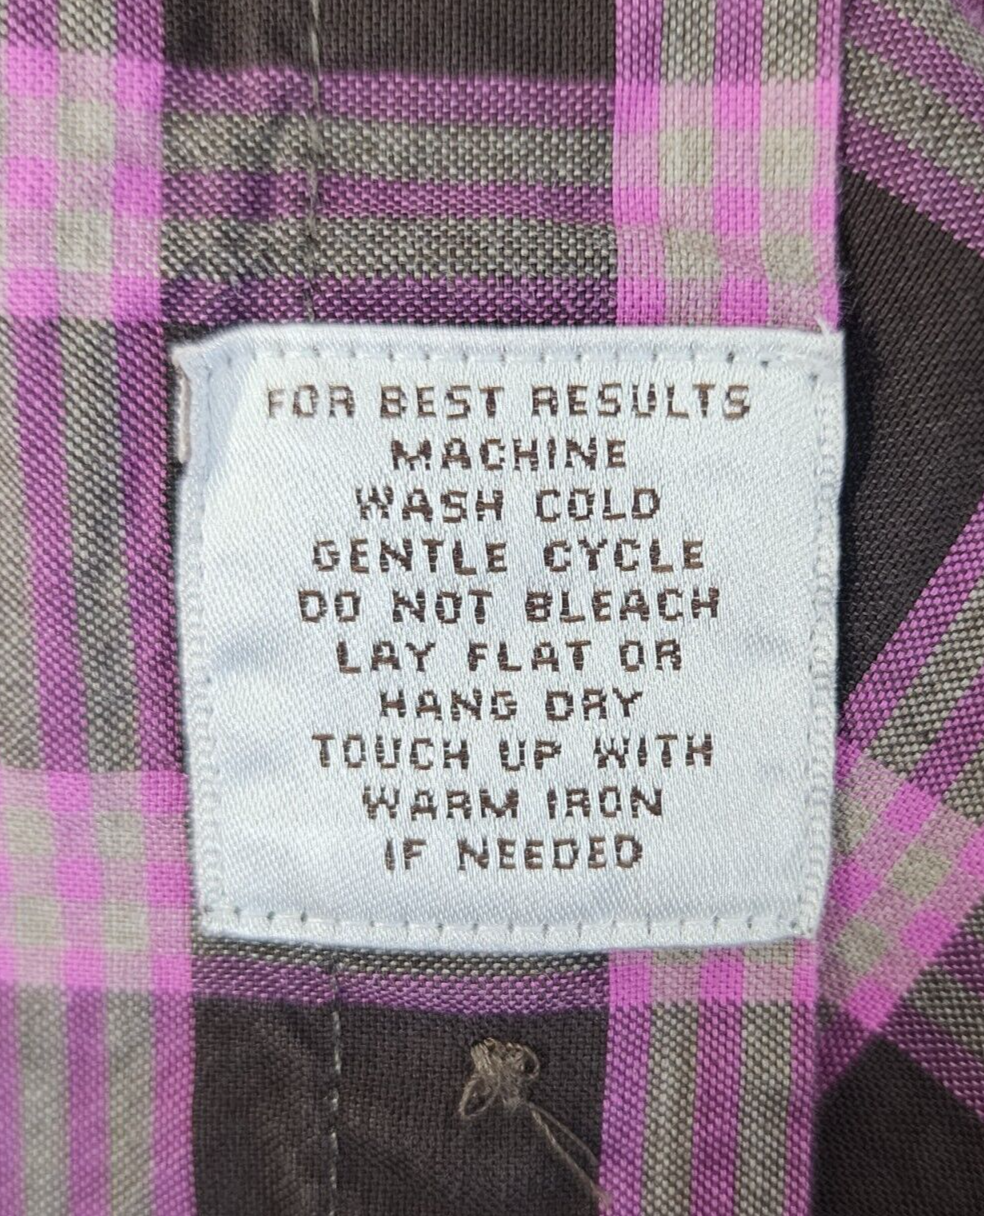 FOR BEST RESULTS
MACHINE
WASH COLD
GENTLE CYCLE
DO NOT BLEACH
LAY FLAT OR
HANG DRY
TOUCH UP WITH
WARM IRON
IF NEEDED